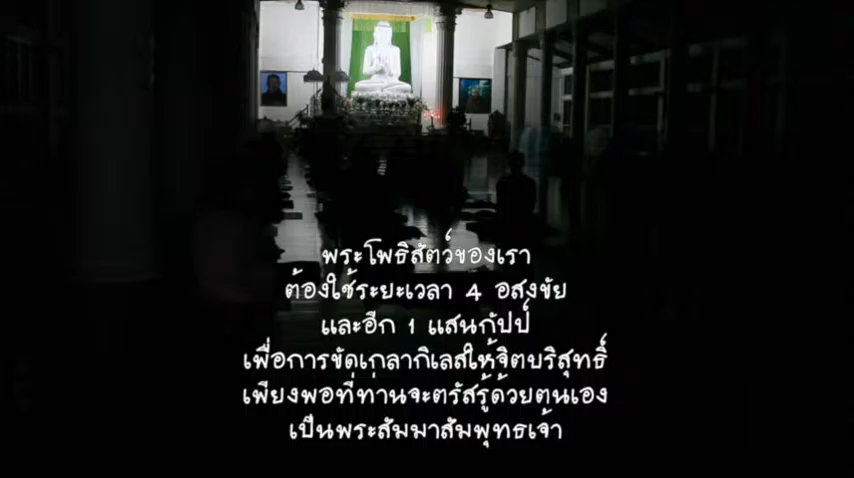 พระโพธิสัตว์ของเรา
ต้องใช้ระยะเวลา 4 อสงขัย
และอีก 1 แสนกัปป์
เพื่อการขัดเกลากิเลสให้จิตบริสุทธิ์
เพียงพอที่ท่านจะตรัสรู้ด้วยตนเอง
เป็นพระสัมมาสัมพุทธเจ้า